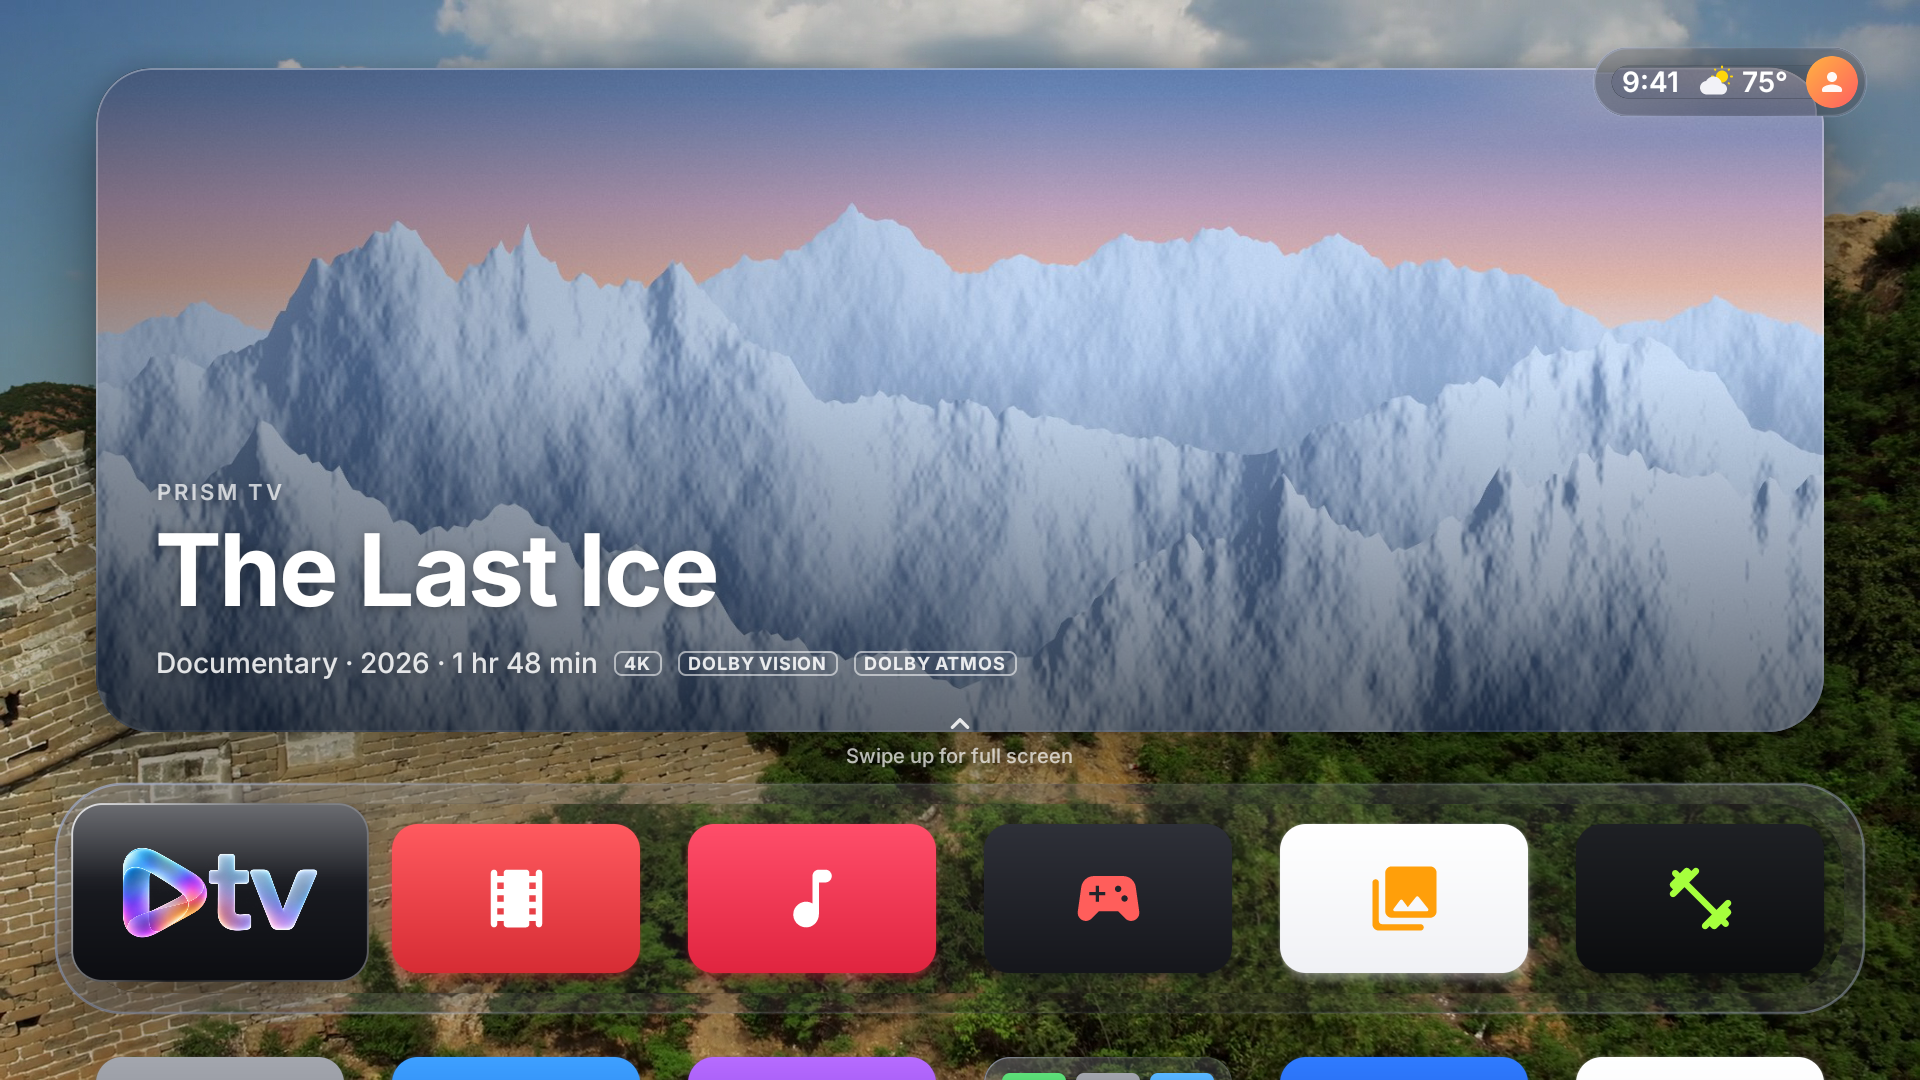 9:41 75°
PRISM TV
The Last Ice
Documentary · 2026 · 1 hr 48 min 4K DOLBY VISION DOLBY ATMOS
Swipe up for full screen
tv